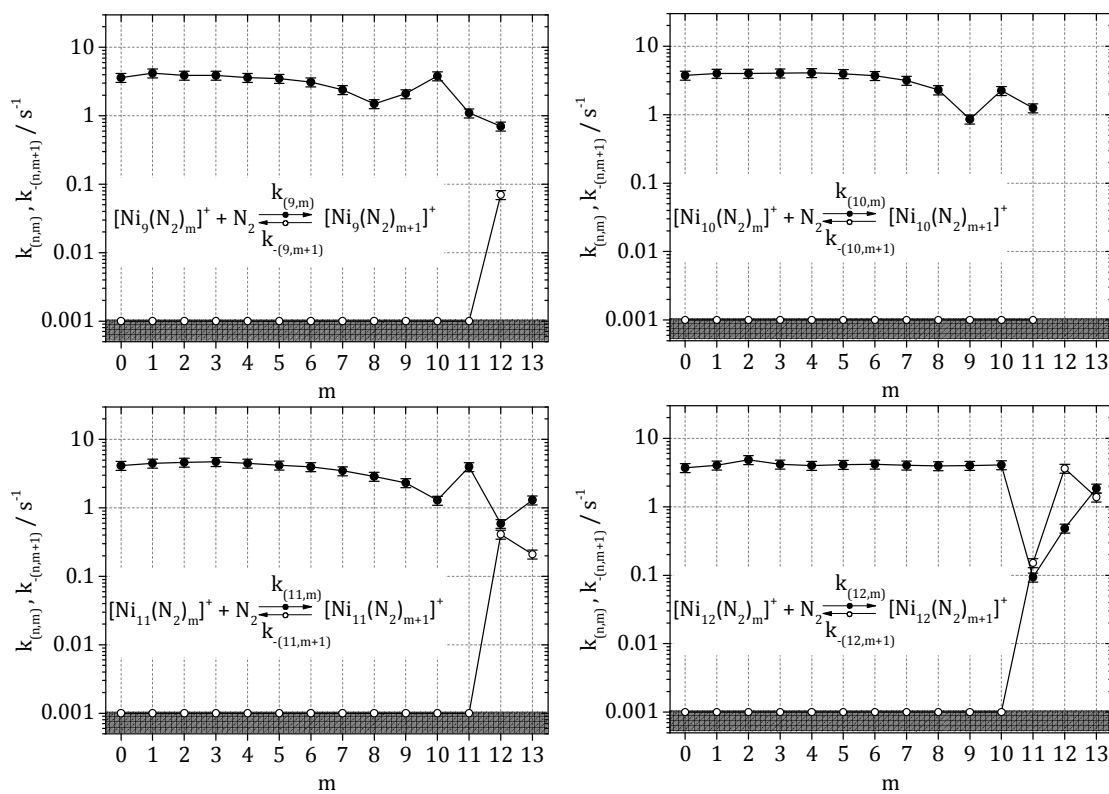 10
1
0.1
0.01
0.001
k(n,m) , k-(n,m+1) / s⁻¹
k(9,m)
[Ni₉(N₂)ₘ]⁺ + N₂ [Ni₉(N₂)ₘ₊₁]⁺
k-(9,m+1)
0 1 2 3 4 5 6 7 8 9 10 11 12 13
m
10
1
0.1
0.01
0.001
k(n,m) , k-(n,m+1) / s⁻¹
k(10,m)
[Ni₁₀(N₂)ₘ]⁺ + N₂ [Ni₁₀(N₂)ₘ₊₁]⁺
k-(10,m+1)
0 1 2 3 4 5 6 7 8 9 10 11 12 13
m
10
1
0.1
0.01
0.001
k(n,m) , k-(n,m+1) / s⁻¹
k(11,m)
[Ni₁₁(N₂)ₘ]⁺ + N₂ [Ni₁₁(N₂)ₘ₊₁]⁺
k-(11,m+1)
0 1 2 3 4 5 6 7 8 9 10 11 12 13
m
10
1
0.1
0.01
0.001
k(n,m) , k-(n,m+1) / s⁻¹
k(12,m)
[Ni₁₂(N₂)ₘ]⁺ + N₂ [Ni₁₂(N₂)ₘ₊₁]⁺
k-(12,m+1)
0 1 2 3 4 5 6 7 8 9 10 11 12 13
m